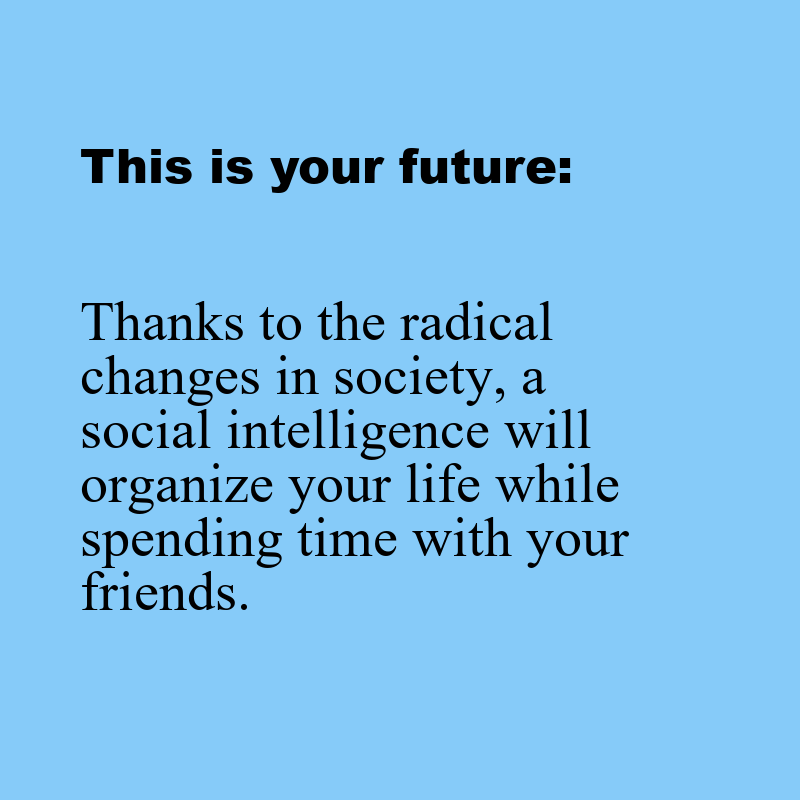 This is your future:
Thanks to the radical
changes in society, a
social intelligence will
organize your life while
spending time with your
friends.